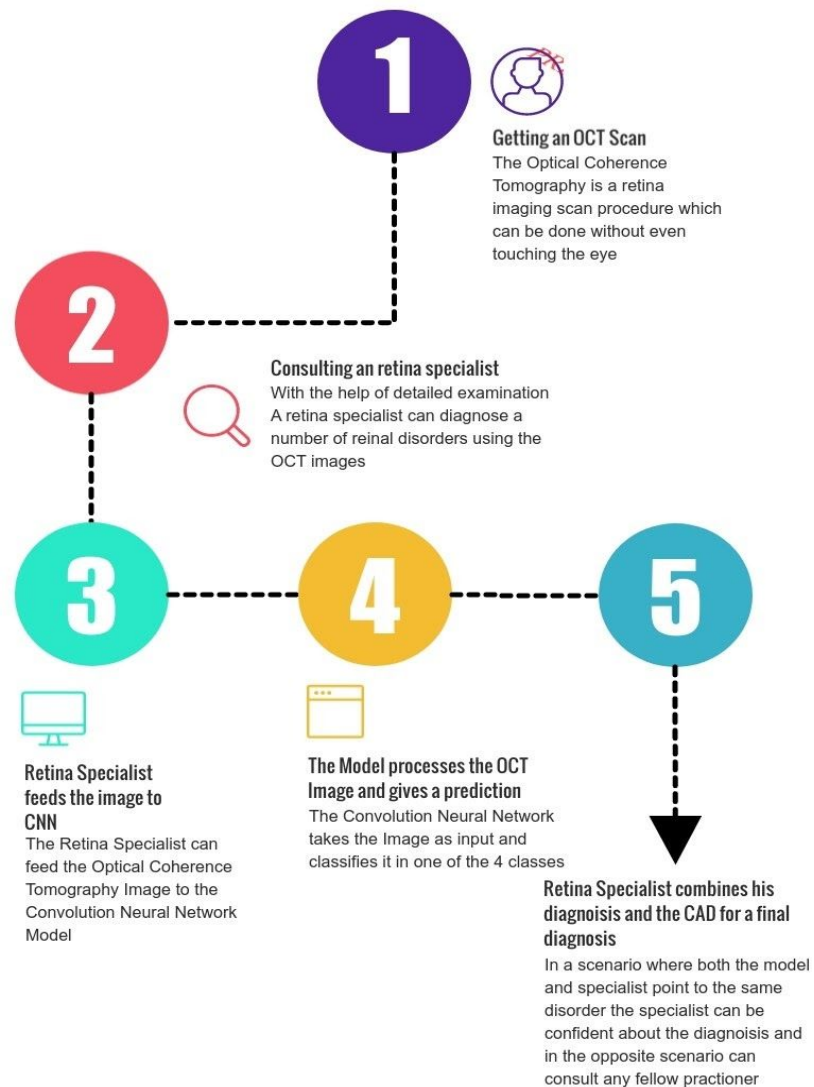 1
DR.
Getting an OCT Scan
The Optical Coherence
Tomography is a retina
imaging scan procedure which
can be done without even
touching the eye
2
Consulting an retina specialist
With the help of detailed examination
A retina specialist can diagnose a
number of reinal disorders using the
OCT images
3
4
5
Retina Specialist
feeds the image to
CNN
The Retina Specialist can
feed the Optical Coherence
Tomography Image to the
Convolution Neural Network
Model
The Model processes the OCT
Image and gives a prediction
The Convolution Neural Network
takes the Image as input and
classifies it in one of the 4 classes
Retina Specialist combines his
diagnoisis and the CAD for a final
diagnosis
In a scenario where both the model
and specialist point to the same
disorder the specialist can be
confident about the diagnoisis and
in the opposite scenario can
consult any fellow practioner